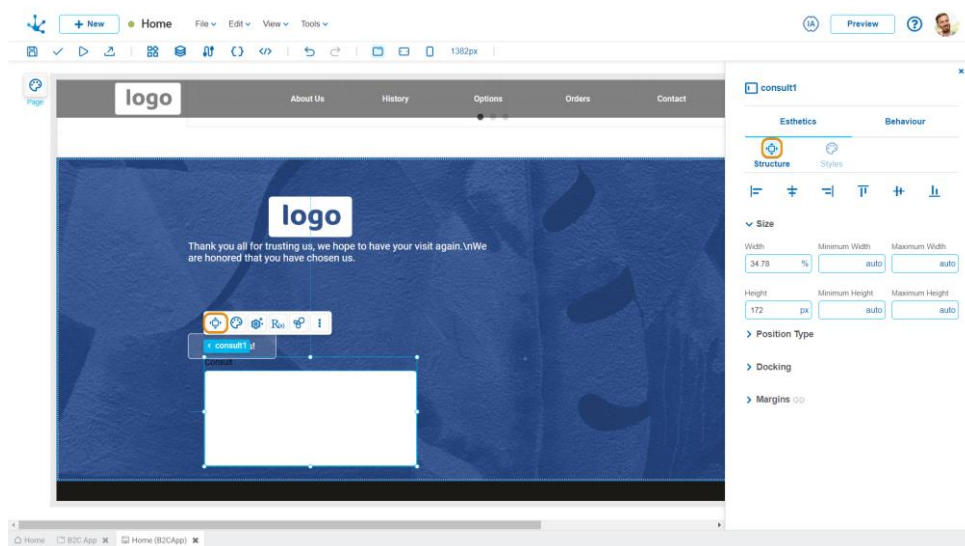 + New
Home
File
Edit
View
Tools
IA
Preview
?
1382px
Page
logo
About Us
History
Options
Orders
Contact
consult1
Esthetics
Behaviour
Structure
Styles
Size
Width
Minimum Width
Maximum Width
34.78 %
auto
auto
Height
Minimum Height
Maximum Height
172 px
auto
auto
Position Type
Docking
Margins
logo
Thank you all for trusting us, we hope to have your visit again.\nWe
are honored that you have chosen us.
consult1
Consult
Home
B2C App
Home (B2CApp)